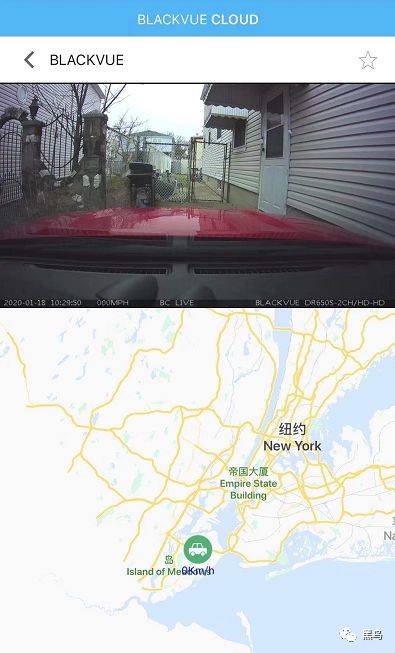 BLACKVUE CLOUD
BLACKVUE
2020-01-18 10:29:50 000MPH BC LIVE BLACKVUE DR650S-2CH/HD-HD
纽约
New York
帝国大厦
Empire State
Building
Na
岛
Island of Meadows
0Km/h
黑鸟